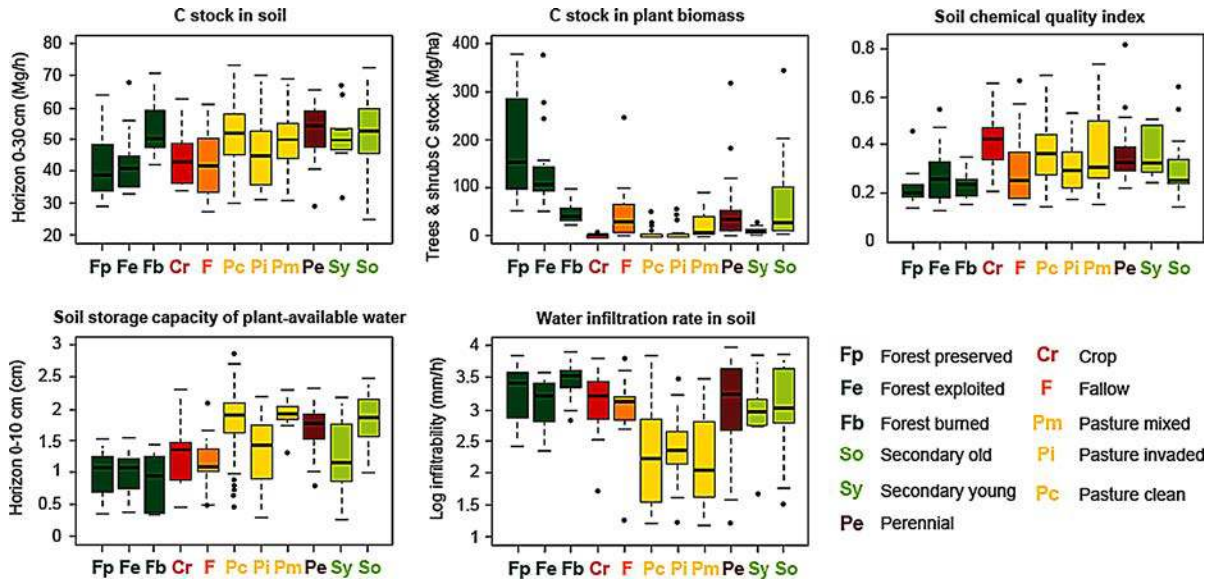 C stock in soil
Horizon 0-30 cm (Mg/h)
80
70
60
50
40
30
20
Fp Fe Fb Cr F Pc Pi Pm Pe Sy So
C stock in plant biomass
Trees & shrubs C stock (Mg/ha)
400
300
200
100
0
Fp Fe Fb Cr F Pc Pi Pm Pe Sy So
Soil chemical quality index
0.8
0.6
0.4
0.2
0
Fp Fe Fb Cr F Pc Pi Pm Pe Sy So
Soil storage capacity of plant-available water
Horizon 0-10 cm (cm)
3
2.5
2
1.5
1
0.5
0
Fp Fe Fb Cr F Pc Pi Pm Pe Sy So
Water infiltration rate in soil
Log infiltrability (mm/h)
4
3.5
3
2.5
2
1.5
1
Fp Fe Fb Cr F Pc Pi Pm Pe Sy So
Fp Forest preserved
Fe Forest exploited
Fb Forest burned
So Secondary old
Sy Secondary young
Pe Perennial
Cr Crop
F Fallow
Pm Pasture mixed
Pi Pasture invaded
Pc Pasture clean